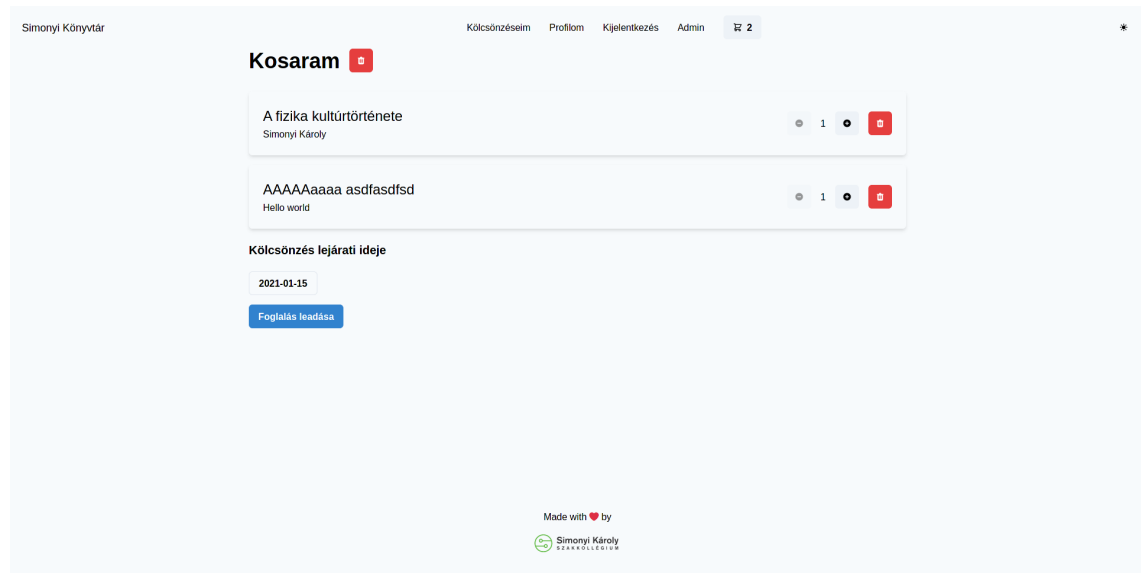 Simonyi Könyvtár
Kölcsönzéseim Profilom Kijelentkezés Admin 2
Kosaram
A fizika kultúrtörténete
Simonyi Károly
1
AAAAAaaaa asdfasdfsd
Hello world
1
Kölcsönzés lejárati ideje
2021-01-15
Foglalás leadása
Made with by
Simonyi Károly
SZAKKOLLÉGIUM